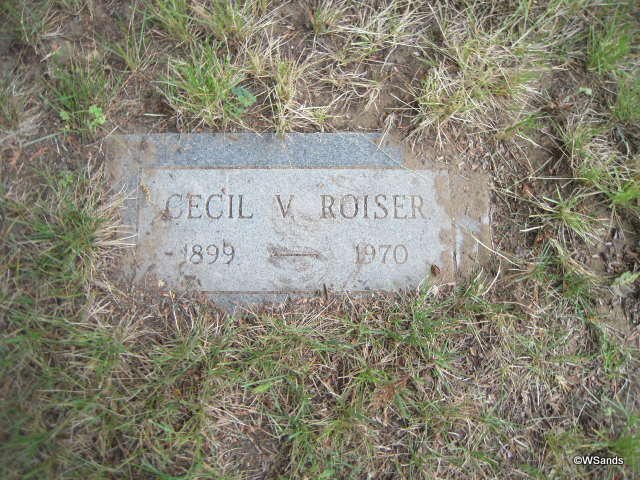 CECIL V. ROISER
1899 — 1970
©WSands